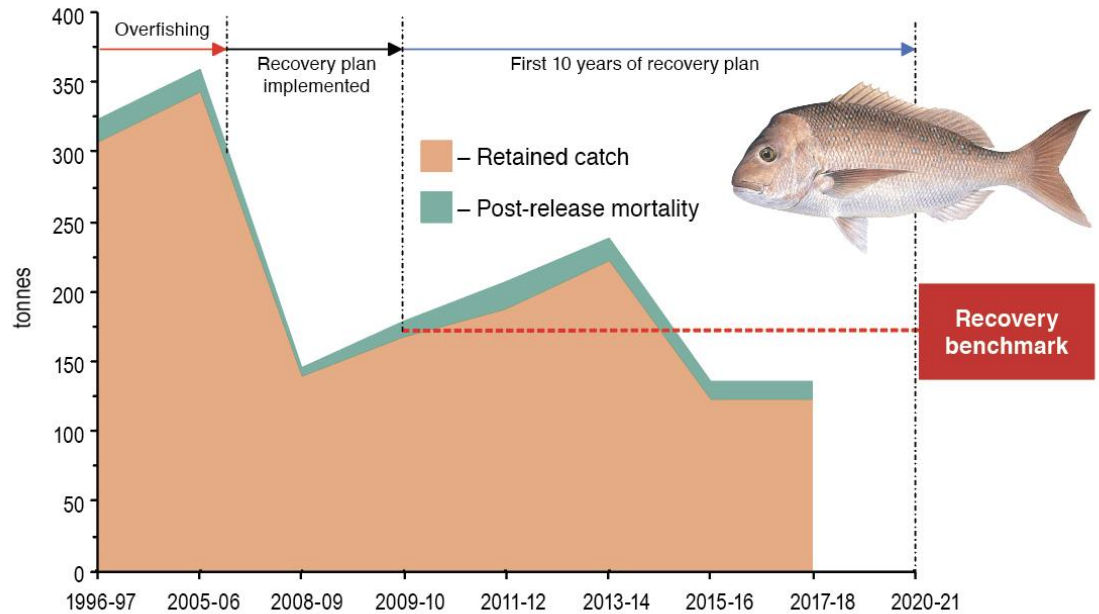 400
350
300
250
200
150
100
50
0
tonnes
Overfishing
Recovery plan
implemented
First 10 years of recovery plan
– Retained catch
– Post-release mortality
Recovery
benchmark
1996-97 2005-06 2008-09 2009-10 2011-12 2013-14 2015-16 2017-18 2020-21